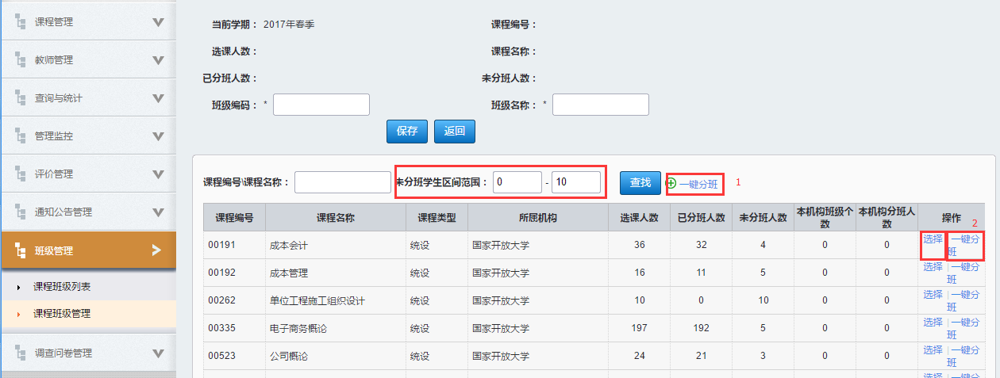 课程管理
教师管理
查询与统计
管理监控
评价管理
通知公告管理
班级管理
课程班级列表
课程班级管理
调查问卷管理
当前学期： 2017年春季 课程编号：
选课人数： 课程名称：
已分班人数： 未分班人数：
班级编码： * 班级名称： *
保存 返回
课程编号\课程名称： 未分班学生区间范围： 0 - 10 查找 一键分班 1
课程编号 课程名称 课程类型 所属机构 选课人数 已分班人数 未分班人数 本机构班级个数 本机构分班人数 操作 2
00191 成本会计 统设 国家开放大学 36 32 4 0 0 选择 | 一键分班
00192 成本管理 统设 国家开放大学 16 11 5 0 0 选择 | 一键分班
00262 单位工程施工组织设计 统设 国家开放大学 10 0 10 0 0 选择 | 一键分班
00335 电子商务概论 统设 国家开放大学 197 192 5 0 0 选择 | 一键分班
00523 公司概论 统设 国家开放大学 24 21 3 0 0 选择 | 一键分班